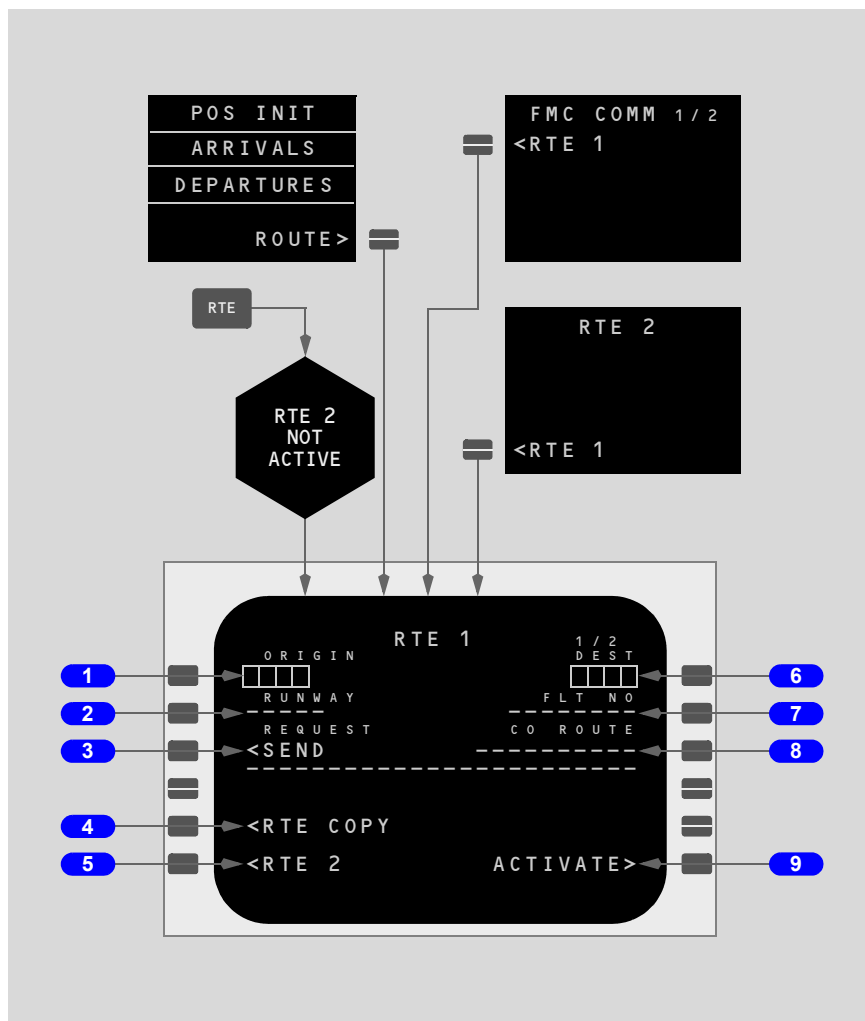 POS INIT
ARRIVALS
DEPARTURES
ROUTE>
FMC COMM 1/2
<RTE 1
RTE
RTE 2
NOT
ACTIVE
RTE 2
<RTE 1
RTE 1 1/2
ORIGIN DEST
1 6
RUNWAY FLT NO
2 ----- -------- 7
REQUEST CO ROUTE
3 <SEND ---------- 8
------------------------
4 <RTE COPY
5 <RTE 2 ACTIVATE> 9